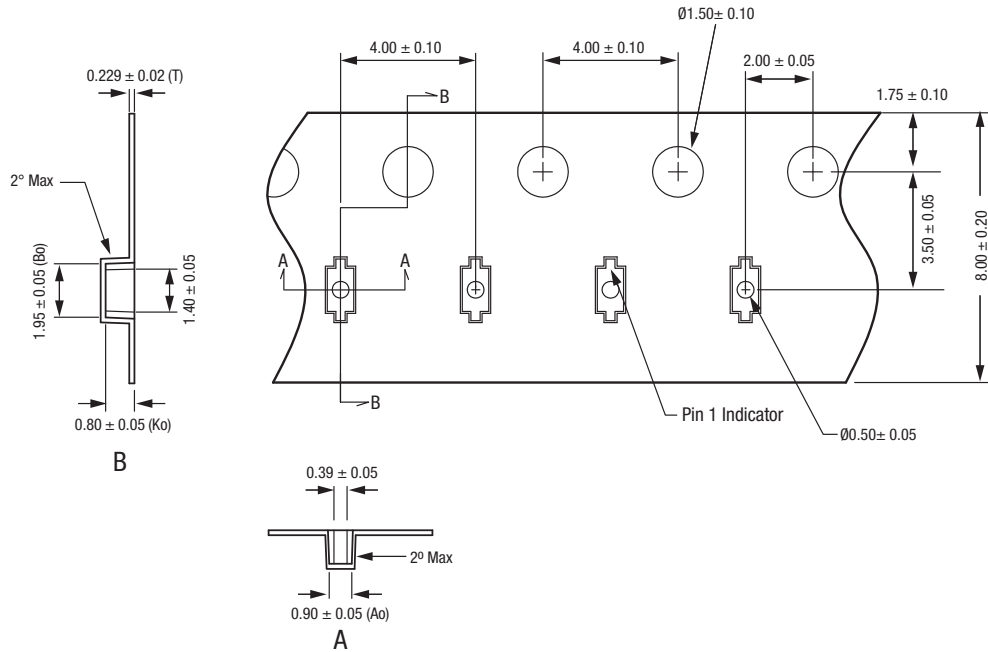 Ø1.50± 0.10
4.00 ± 0.10
4.00 ± 0.10
2.00 ± 0.05
0.229 ± 0.02 (T)
1.75 ± 0.10
B
2° Max
3.50 ± 0.05
8.00 ± 0.20
A
A
1.95 ± 0.05 (Bo)
1.40 ± 0.05
B
Pin 1 Indicator
0.80 ± 0.05 (Ko)
Ø0.50± 0.05
B
0.39 ± 0.05
2º Max
0.90 ± 0.05 (Ao)
A